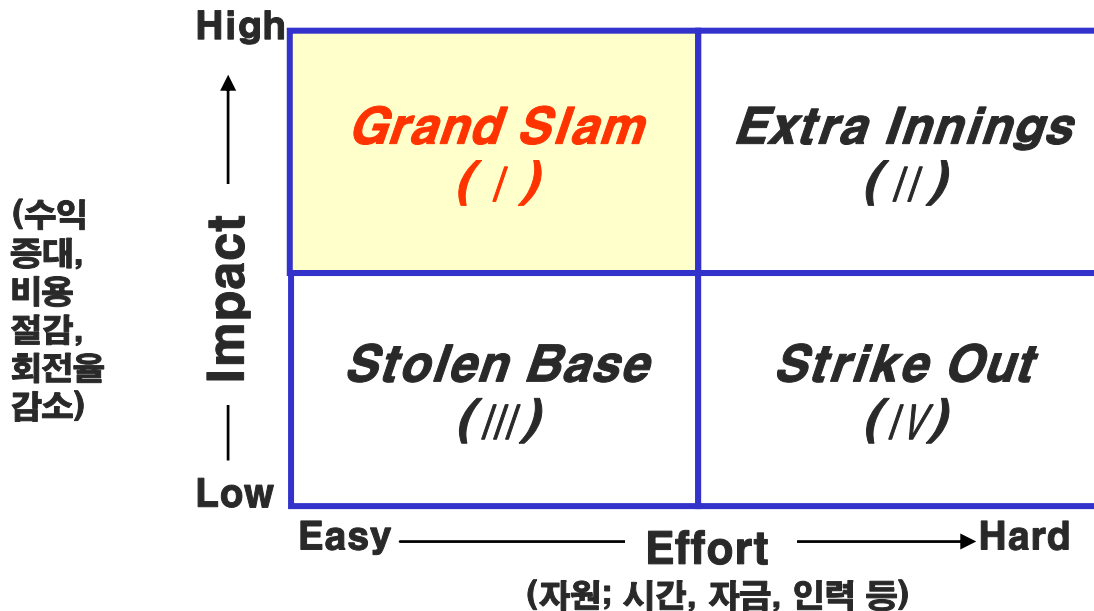 High
Grand Slam
( I )
Extra Innings
( II )
(수익
증대,
비용
절감,
회전율
감소)
Impact
Stolen Base
(III)
Strike Out
(IV)
Low
Easy
Effort
Hard
(자원; 시간, 자금, 인력 등)